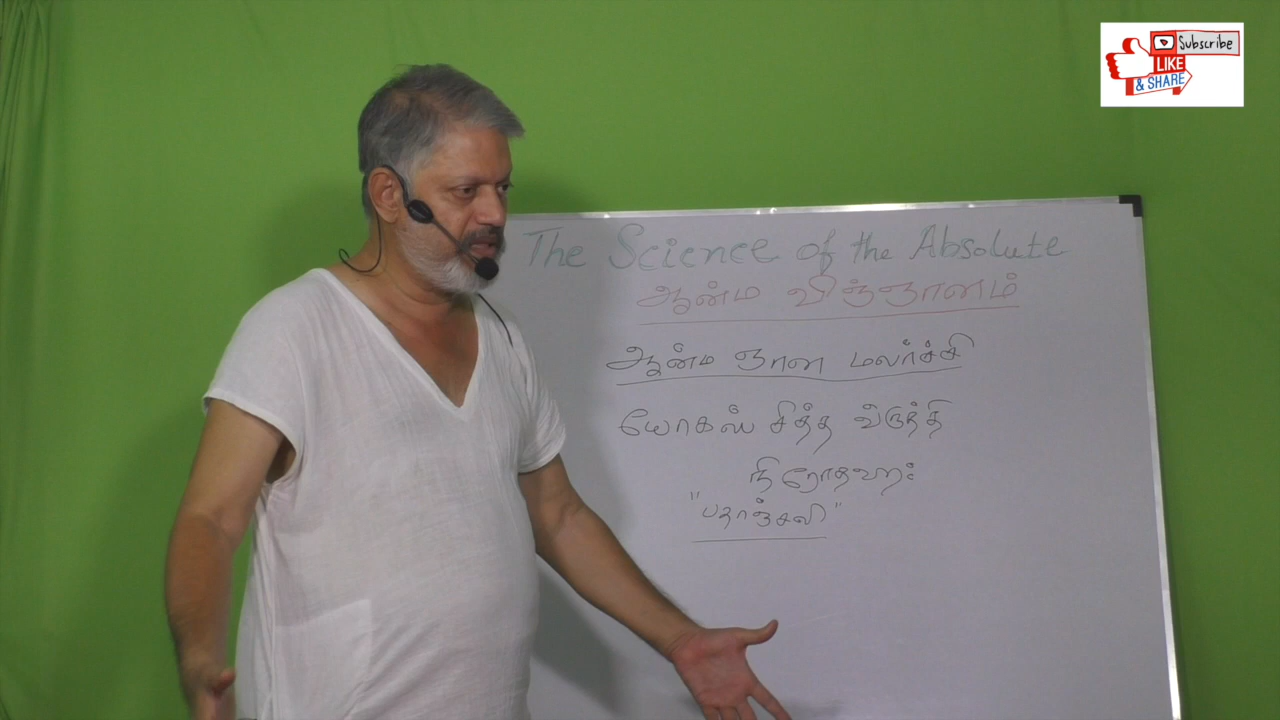 Subscribe
LIKE
& SHARE
The Science of the Absolute
ஆன்ம விஞ்ஞானம்
ஆன்ம ஞான மலர்ச்சி
யோகஸ் சித்த வ்ருத்தி
நிரோதஹ:
"பதாஞ்சலி"